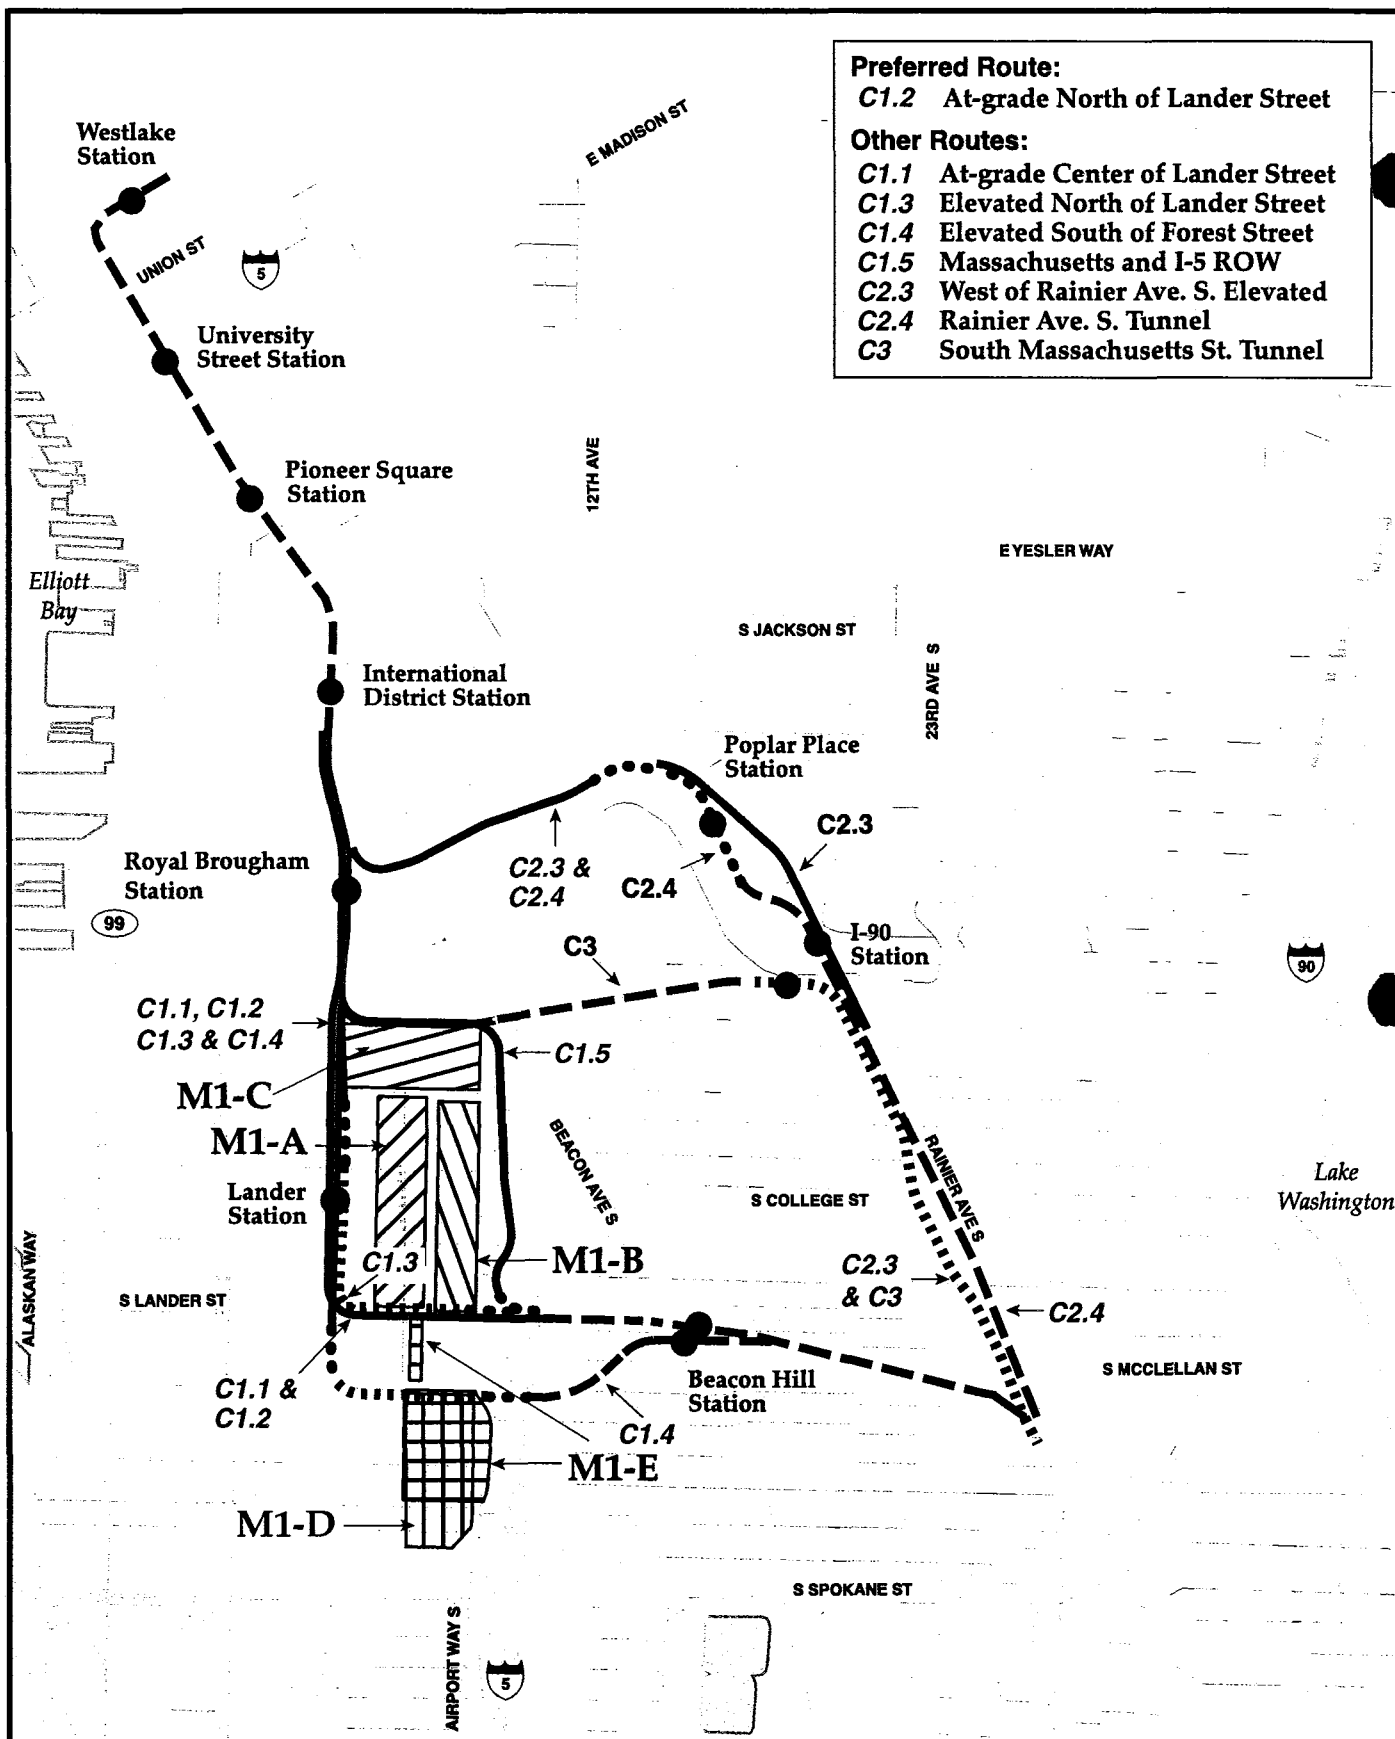 Preferred Route:
C1.2 At-grade North of Lander Street
Other Routes:
C1.1 At-grade Center of Lander Street
C1.3 Elevated North of Lander Street
C1.4 Elevated South of Forest Street
C1.5 Massachusetts and I-5 ROW
C2.3 West of Rainier Ave. S. Elevated
C2.4 Rainier Ave. S. Tunnel
C3 South Massachusetts St. Tunnel
Westlake
Station
E MADISON ST
UNION ST
5
University
Street Station
Pioneer Square
Station
12TH AVE
E YESLER WAY
Elliott
Bay
S JACKSON ST
International
District Station
23RD AVE S
Poplar Place
Station
C2.3
Royal Brougham
Station
C2.3 &
C2.4
C2.4
99
I-90
Station
C3
90
C1.1, C1.2
C1.3 & C1.4
C1.5
M1-C
M1-A
BEACON AVE S
RAINIER AVE S
Lake
Washington
Lander
Station
S COLLEGE ST
ALASKAN WAY
C1.3
M1-B
C2.3
& C3
S LANDER ST
C2.4
S MCCLELLAN ST
C1.1 &
C1.2
Beacon Hill
Station
C1.4
M1-E
M1-D
S SPOKANE ST
AIRPORT WAY S
5